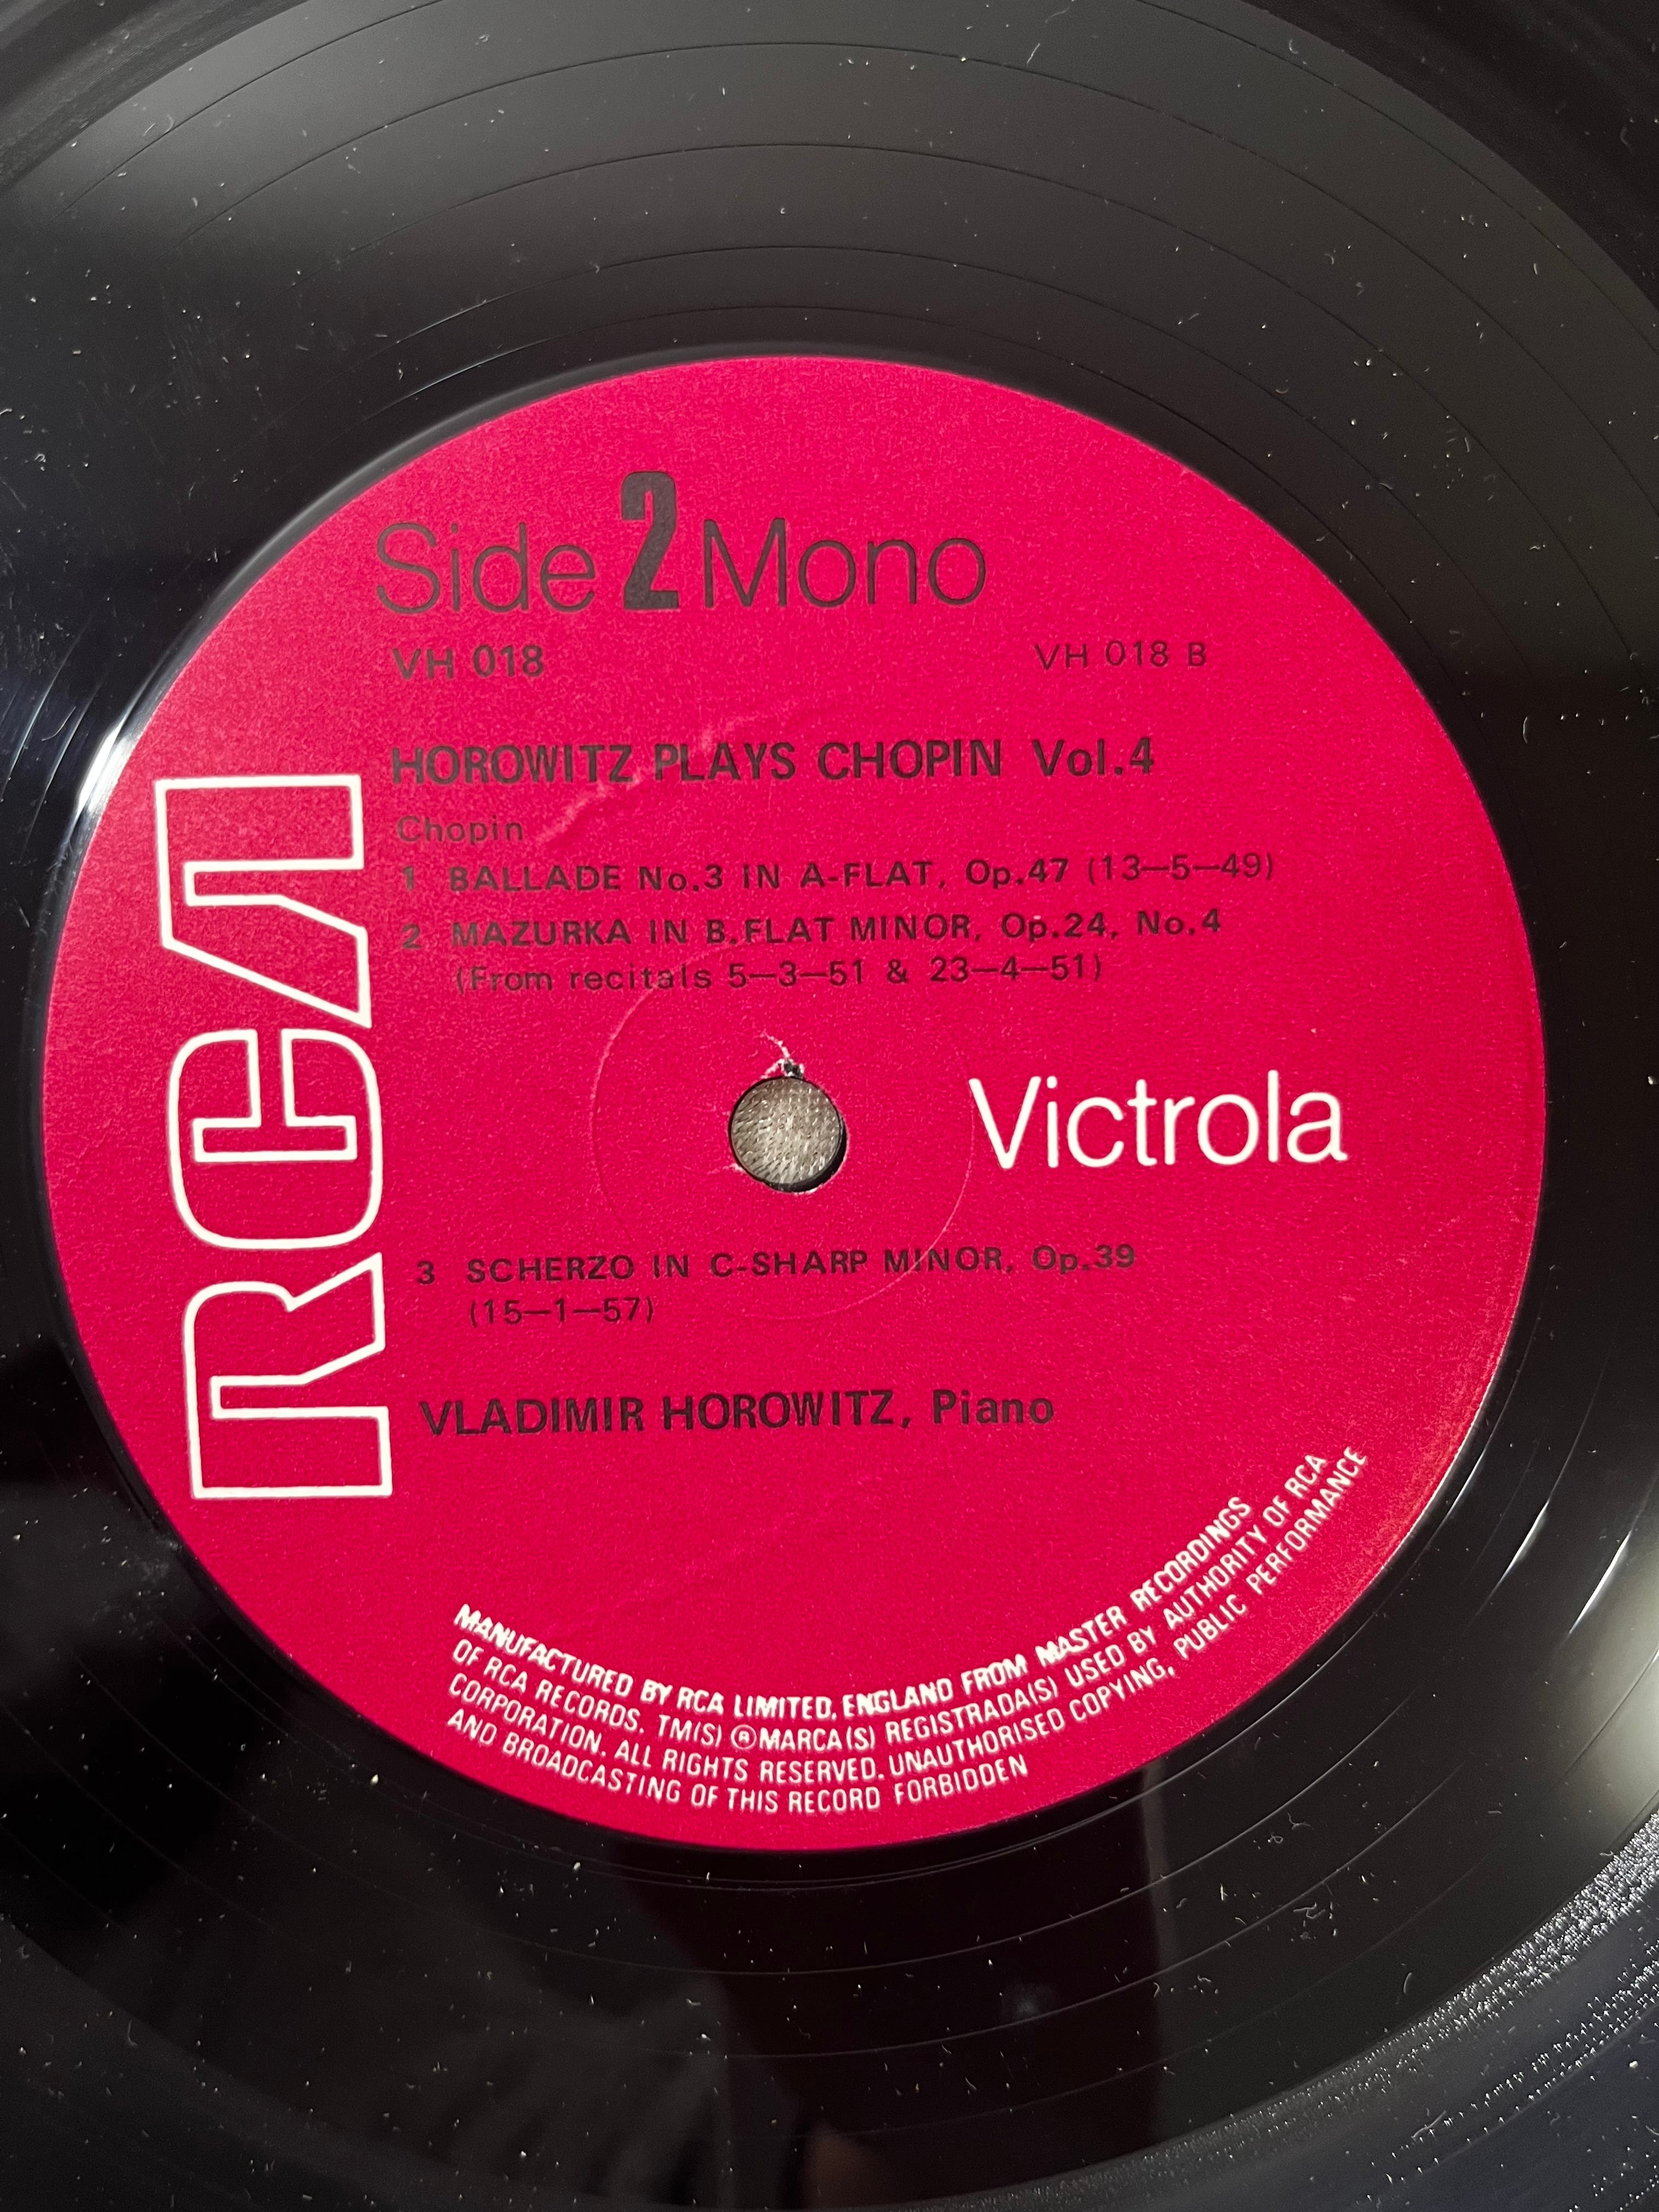 Side 2 Mono
VH 018 VH 018 B
HOROWITZ PLAYS CHOPIN Vol.4
Chopin
1 BALLADE No.3 IN A-FLAT, Op.47 (13—5—49)
2 MAZURKA IN B.FLAT MINOR, Op.24, No.4
(From recitals 5—3—51 & 23—4—51)
RCA
Victrola
3 SCHERZO IN C-SHARP MINOR, Op.39
(15—1—57)
VLADIMIR HOROWITZ, Piano
MANUFACTURED BY RCA LIMITED, ENGLAND FROM MASTER RECORDINGS
OF RCA RECORDS. TM(S) ®MARCA(S) REGISTRADA(S) USED BY AUTHORITY OF RCA
CORPORATION. ALL RIGHTS RESERVED. UNAUTHORISED COPYING, PUBLIC PERFORMANCE
AND BROADCASTING OF THIS RECORD FORBIDDEN